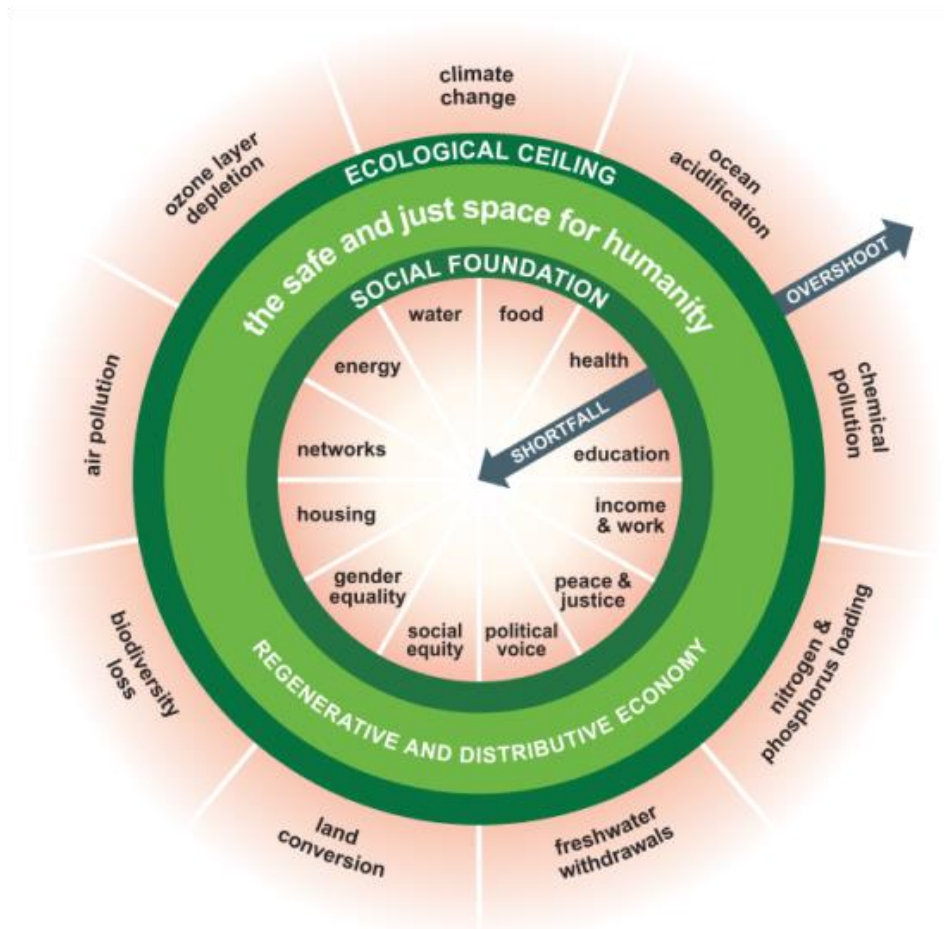 climate
change
ocean
acidification
OVERSHOOT
chemical
pollution
nitrogen &
phosphorus loading
freshwater
withdrawals
land
conversion
biodiversity
loss
air pollution
ozone layer
depletion
ECOLOGICAL CEILING
the safe and just space for humanity
SOCIAL FOUNDATION
water
food
health
SHORTFALL
education
income
& work
peace &
justice
political
voice
social
equity
gender
equality
housing
networks
energy
REGENERATIVE AND DISTRIBUTIVE ECONOMY